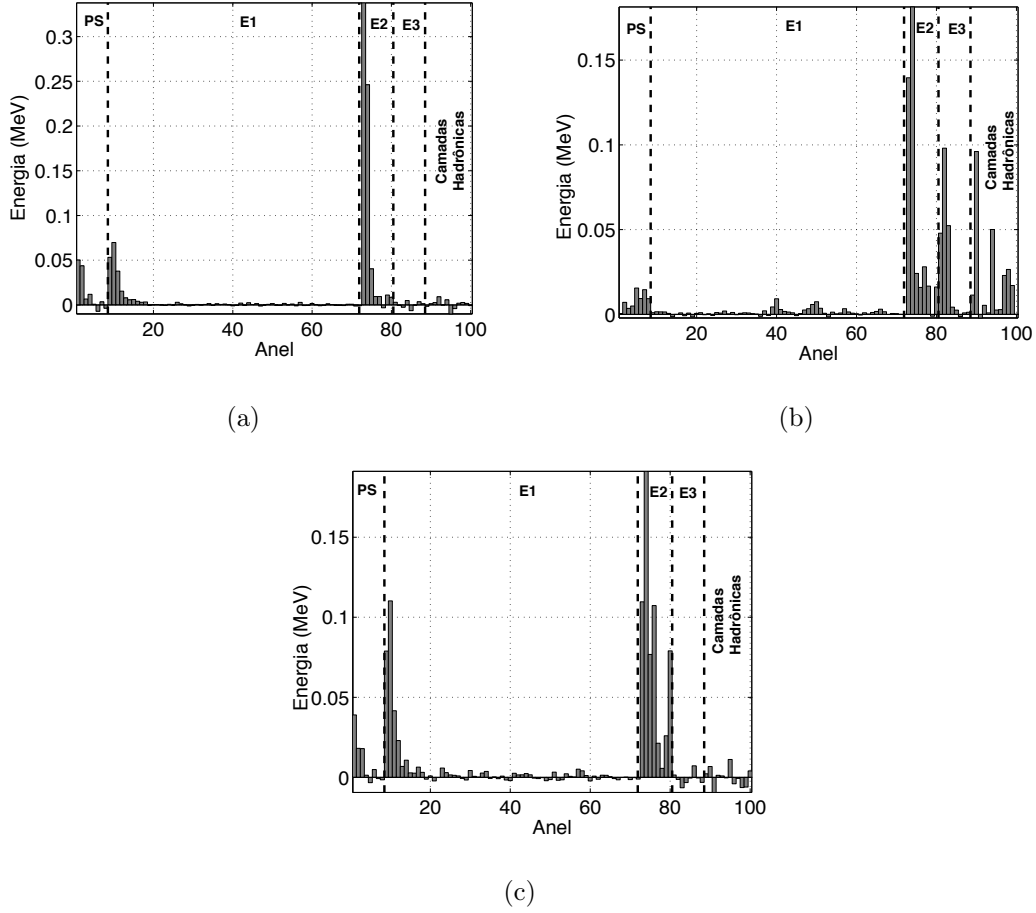 PS E1 E2 E3
Camadas
Hadrônicas
Energia (MeV)
0.3
0.25
0.2
0.15
0.1
0.05
0
20 40 60 80 100
Anel
(a)
PS E1 E2 E3
Camadas
Hadrônicas
Energia (MeV)
0.15
0.1
0.05
0
20 40 60 80 100
Anel
(b)
PS E1 E2 E3
Camadas
Hadrônicas
Energia (MeV)
0.15
0.1
0.05
0
20 40 60 80 100
Anel
(c)